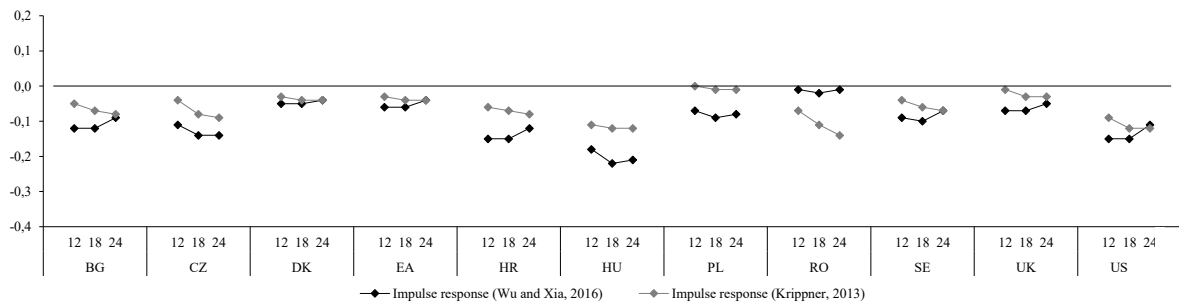 0,2
0,1
0,0
-0,1
-0,2
-0,3
-0,4
12 18 24 12 18 24 12 18 24 12 18 24 12 18 24 12 18 24 12 18 24 12 18 24 12 18 24 12 18 24 12 18 24
BG CZ DK EA HR HU PL RO SE UK US
Impulse response (Wu and Xia, 2016) Impulse response (Krippner, 2013)